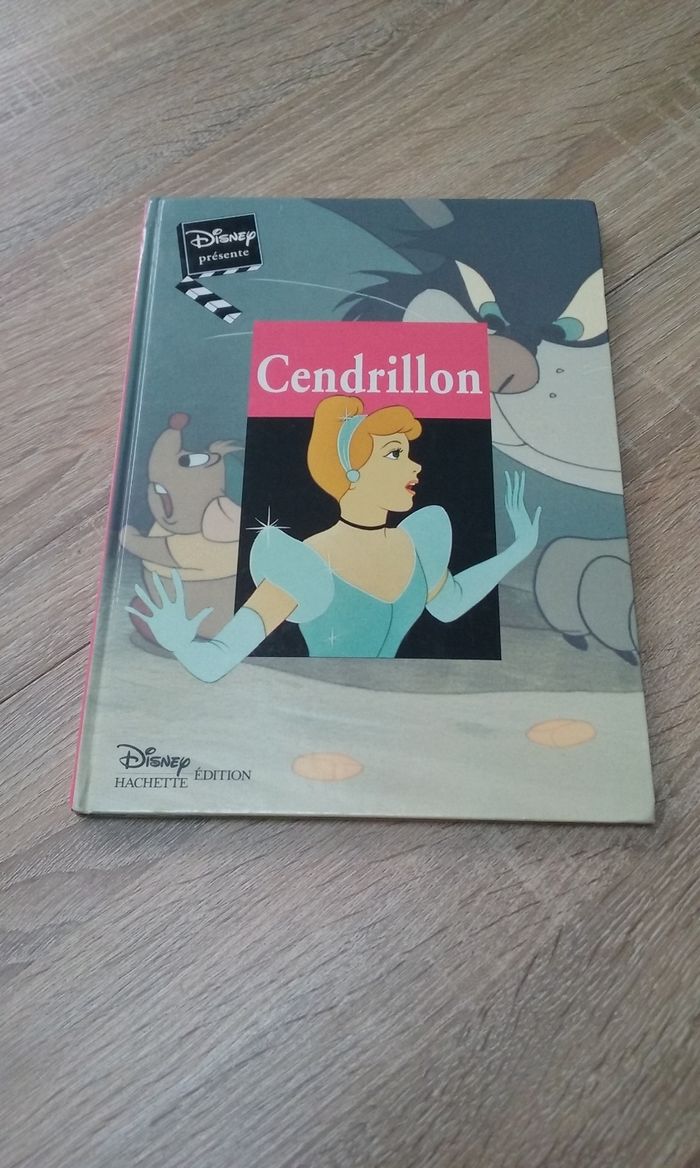 Disney
présente
Cendrillon
Disney
HACHETTE ÉDITION